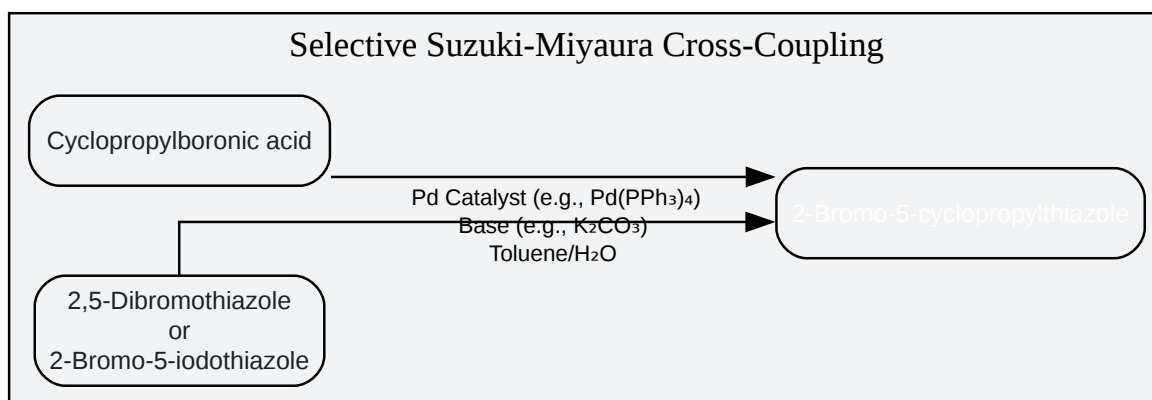 Selective Suzuki-Miyaura Cross-Coupling
Cyclopropylboronic acid
Pd Catalyst (e.g., Pd(PPh₃)₄)
Base (e.g., K₂CO₃)
Toluene/H₂O
2-Bromo-5-cyclopropylthiazole
2,5-Dibromothiazole
or
2-Bromo-5-iodothiazole